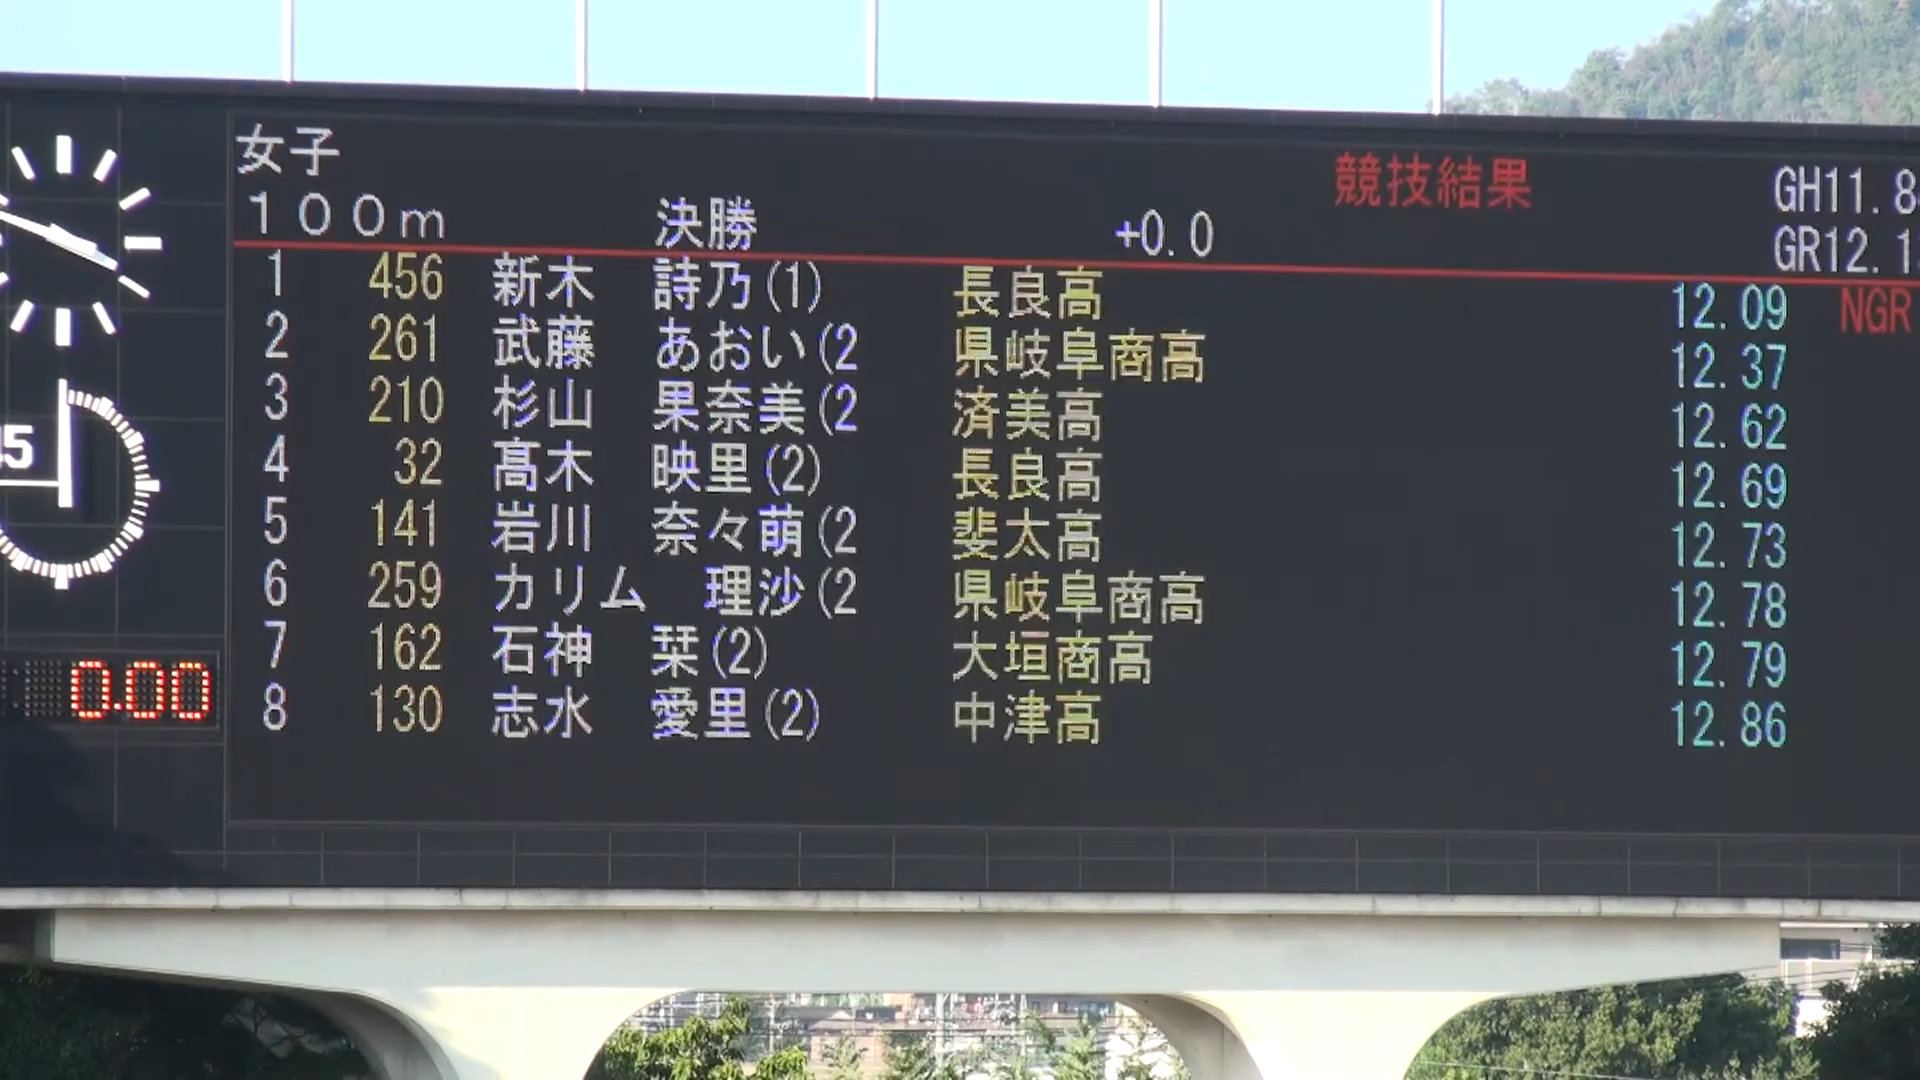 女子
100m 決勝 +0.0 競技結果 GH11.8
GR12.1
1 456 新木 詩乃(1) 長良高 12.09 NGR
2 261 武藤 あおい(2 県岐阜商高 12.37
3 210 杉山 果奈美(2 済美高 12.62
4 32 髙木 映里(2) 長良高 12.69
5 141 岩川 奈々萌(2 斐太高 12.73
6 259 カリム 理沙(2 県岐阜商高 12.78
7 162 石神 栞(2) 大垣商高 12.79
8 130 志水 愛里(2) 中津高 12.86
45
0.00